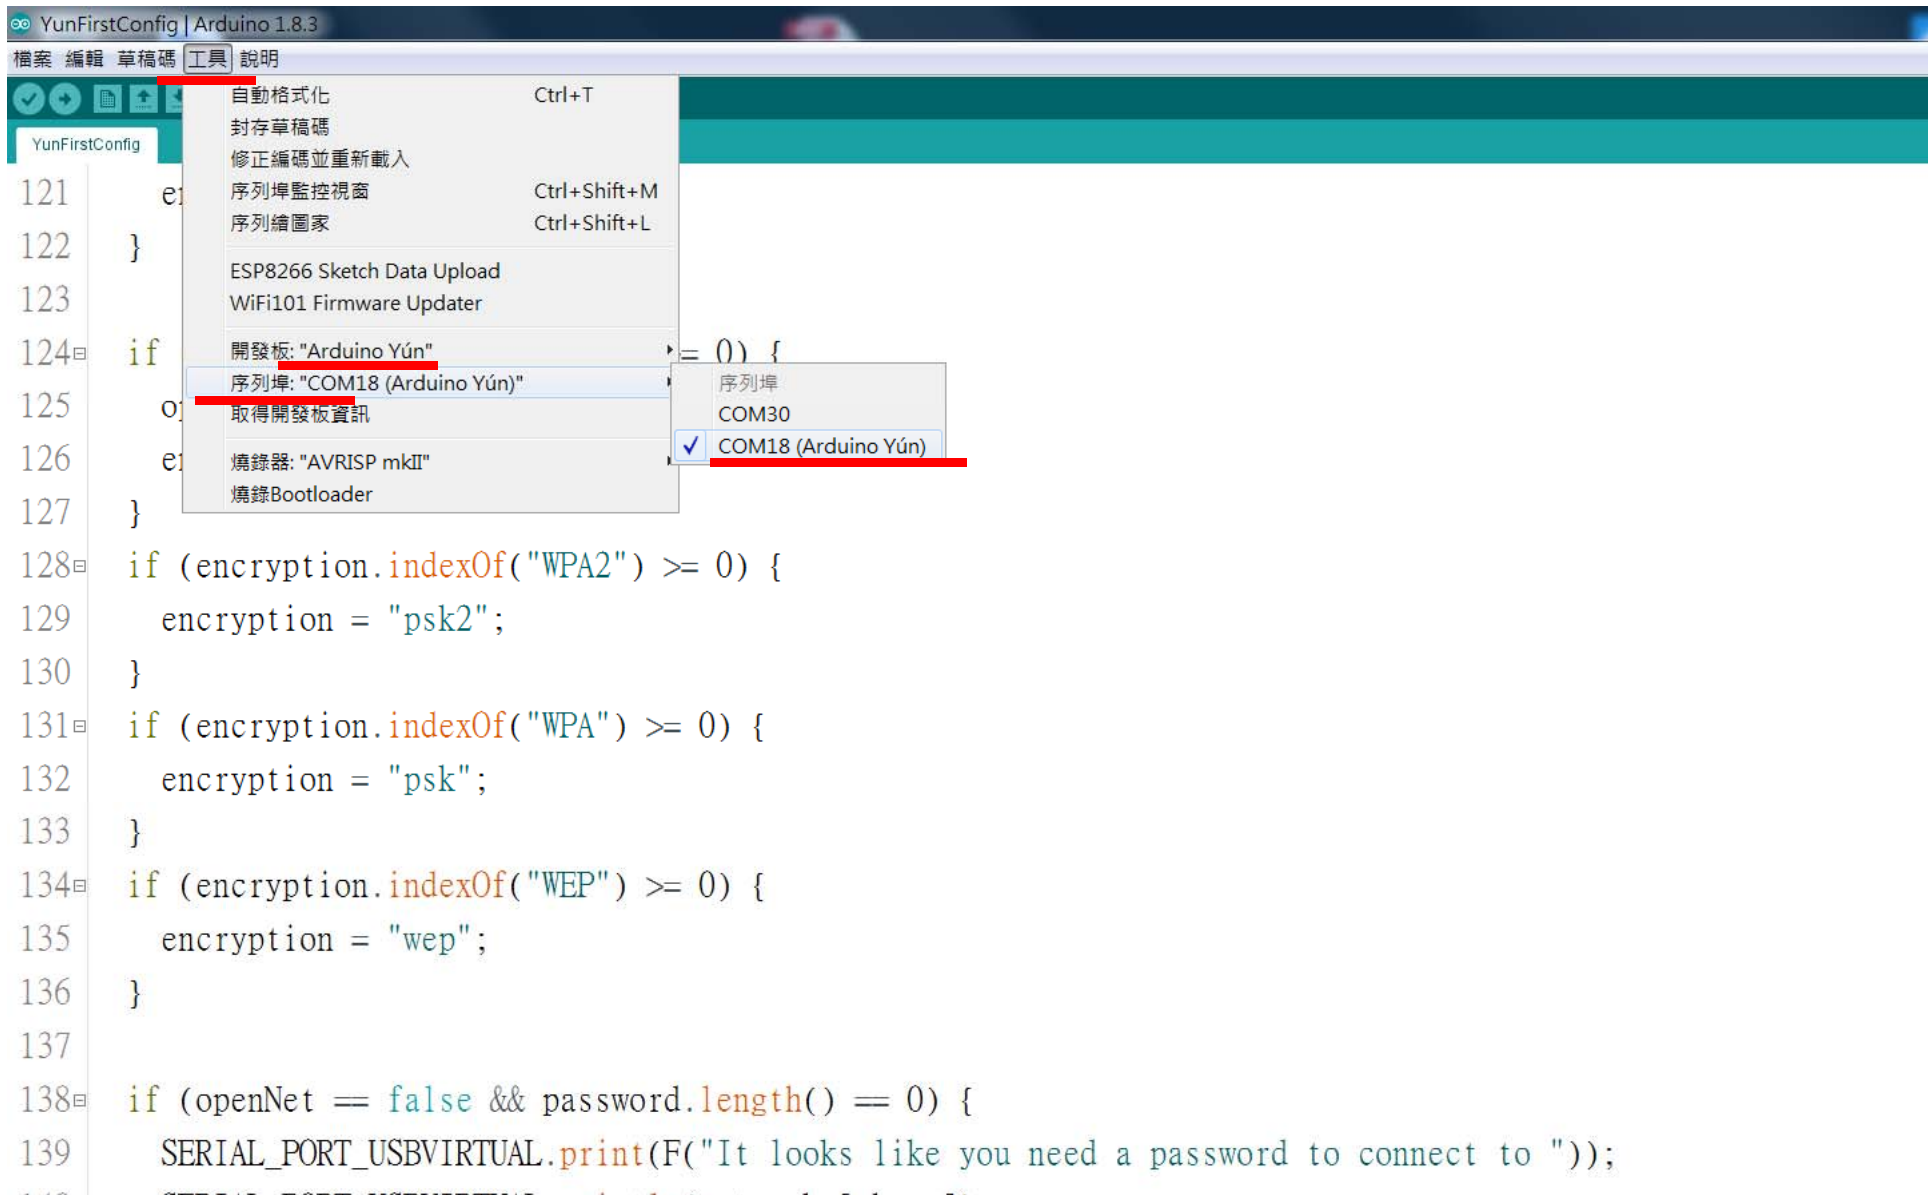 YunFirstConfig | Arduino 1.8.3
檔案 編輯 草稿碼 工具 說明
自動格式化 Ctrl+T
封存草稿碼
修正編碼並重新載入
序列埠監控視窗 Ctrl+Shift+M
序列繪圖家 Ctrl+Shift+L
ESP8266 Sketch Data Upload
WiFi101 Firmware Updater
開發板: "Arduino Yún"
序列埠: "COM18 (Arduino Yún)"
取得開發板資訊
燒錄器: "AVRISP mkII"
燒錄Bootloader
序列埠
COM30
COM18 (Arduino Yún)
YunFirstConfig
121
122 }
123
124 if = 0) {
125
126
127 }
128 if (encryption.indexOf("WPA2") >= 0) {
129 encryption = "psk2";
130 }
131 if (encryption.indexOf("WPA") >= 0) {
132 encryption = "psk";
133 }
134 if (encryption.indexOf("WEP") >= 0) {
135 encryption = "wep";
136 }
137
138 if (openNet == false && password.length() == 0) {
139 SERIAL_PORT_USBVIRTUAL.print(F("It looks like you need a password to connect to "));